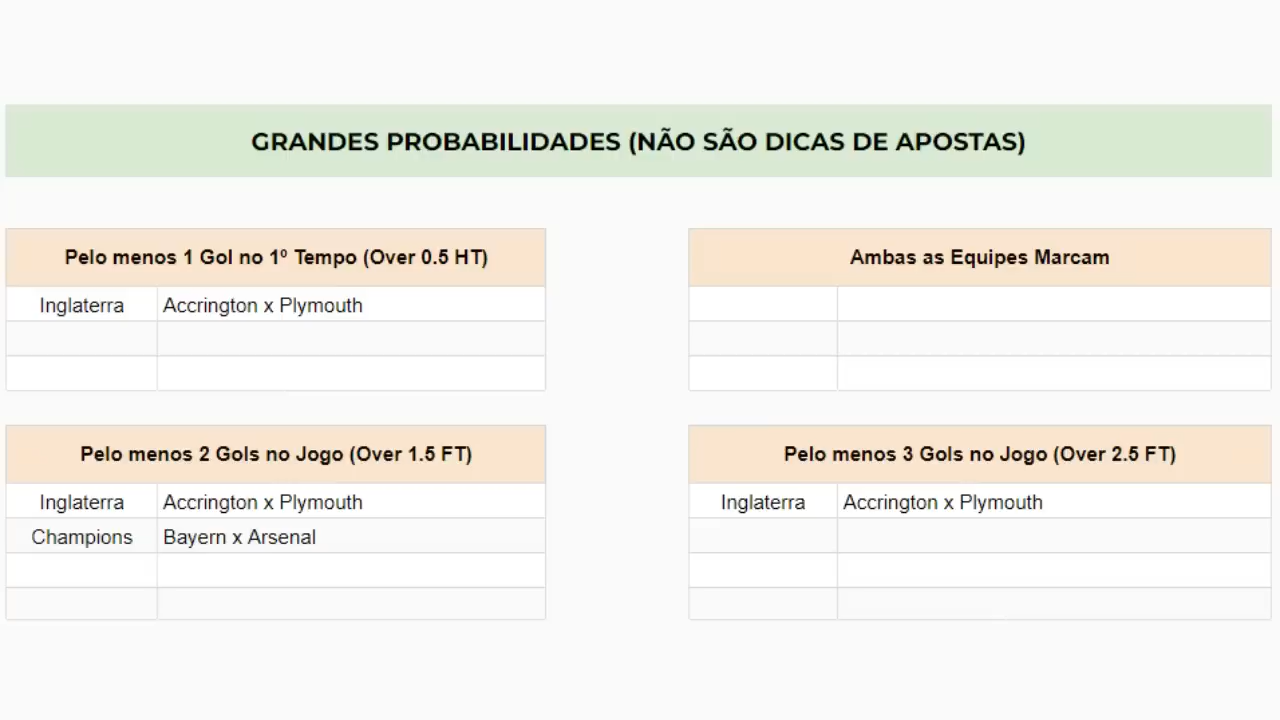 GRANDES PROBABILIDADES (NÃO SÃO DICAS DE APOSTAS)
Pelo menos 1 Gol no 1º Tempo (Over 0.5 HT)
Inglaterra Accrington x Plymouth
Ambas as Equipes Marcam
Pelo menos 2 Gols no Jogo (Over 1.5 FT)
Inglaterra Accrington x Plymouth
Champions Bayern x Arsenal
Pelo menos 3 Gols no Jogo (Over 2.5 FT)
Inglaterra Accrington x Plymouth